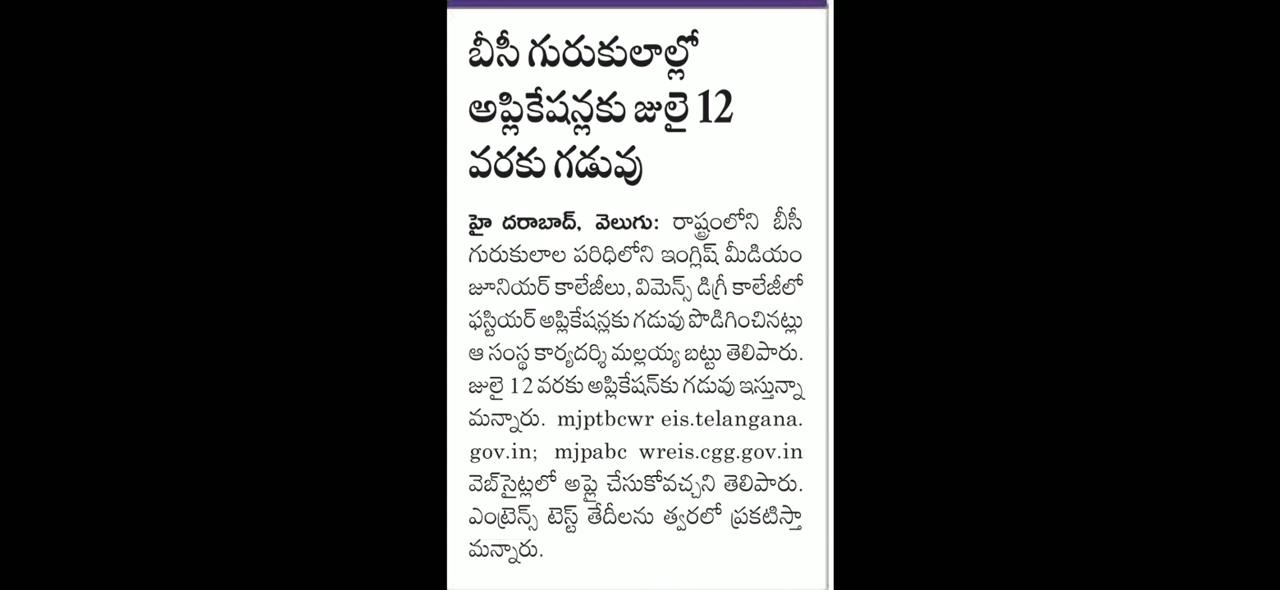 బీసీ గురుకులాల్లో
అప్లికేషన్లకు జులై 12
వరకు గడువు
హై దరాబాద్, వెలుగు: రాష్ట్రంలోని బీసీ
గురుకులాల పరిధిలోని ఇంగ్లిష్ మీడియం
జూనియర్ కాలేజీలు, విమెన్స్ డిగ్రీ కాలేజీలో
ఫస్టియర్ అప్లికేషన్లకు గడువు పొడిగించినట్లు
ఆ సంస్థ కార్యదర్శి మల్లయ్య బట్టు తెలిపారు.
జులై 12 వరకు అప్లికేషన్‌కు గడువు ఇస్తున్నా
మన్నారు. mjptbcwr eis.telangana.
gov.in; mjpabc wreis.cgg.gov.in
వెబ్‌సైట్లలో అప్లై చేసుకోవచ్చని తెలిపారు.
ఎంట్రెన్స్ టెస్ట్ తేదీలను త్వరలో ప్రకటిస్తా
మన్నారు.